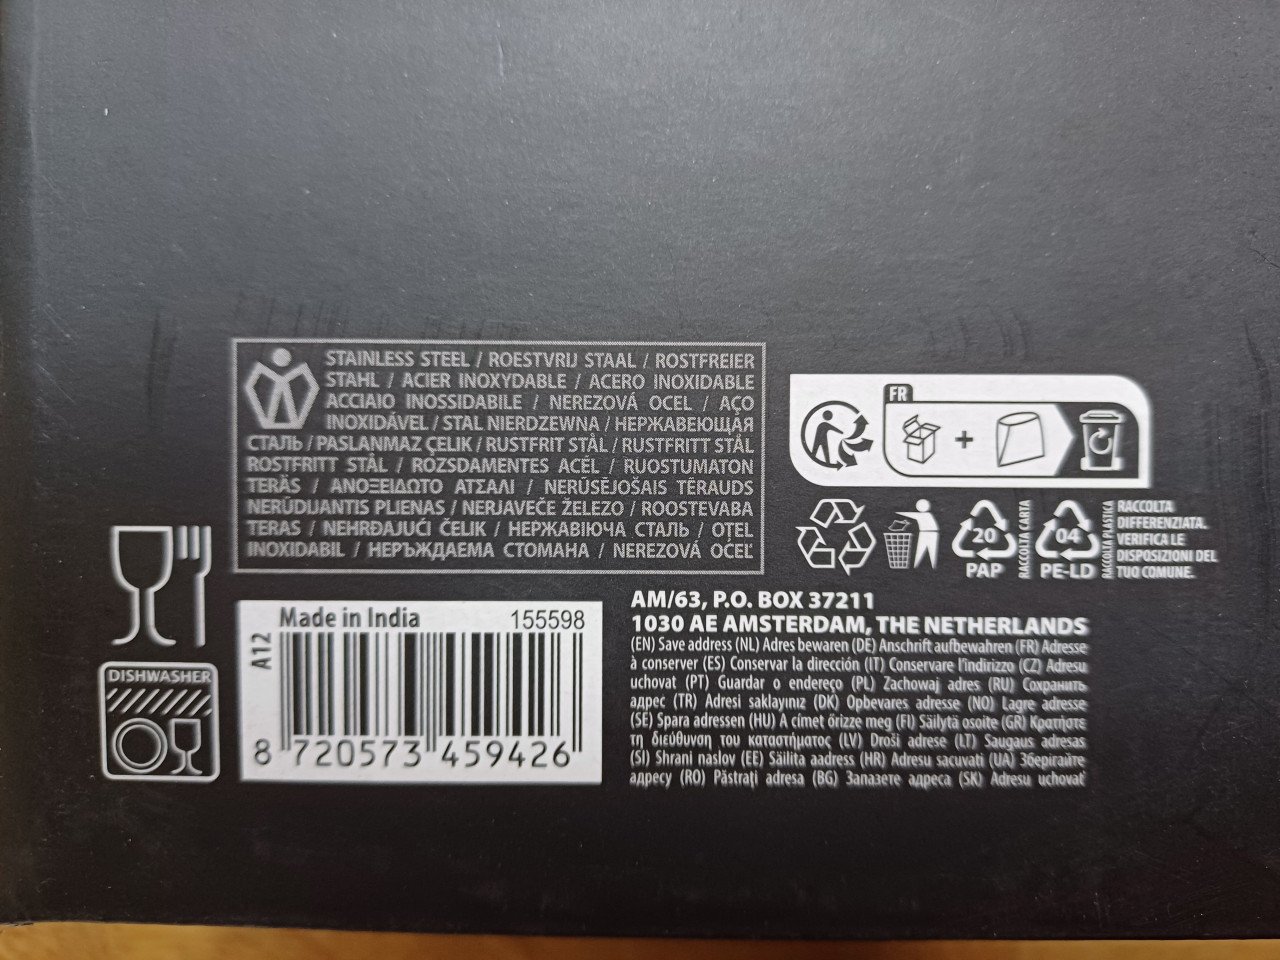 STAINLESS STEEL / ROESTVRIJ STAAL / ROSTFREIER
STAHL / ACIER INOXYDABLE / ACERO INOXIDABLE
ACCIAIO INOSSIDABILE / NEREZOVÁ OCEL / AÇO
INOXIDÁVEL / STAL NIERDZEWNA / НЕРЖАВЕЮЩАЯ
СТАЛЬ / PASLANMAZ ÇELIK / RUSTFRIT STÅL / RUSTFRITT STÅL
ROSTFRITT STÅL / ROZSDAMENTES ACÉL / RUOSTUMATON
TERÄS / ΑΝΟΞΕΙΔΩΤΟ ΑΤΣΑΛΙ / NERŪSĒJOŠAIS TĒRAUDS
NERŪDIJANTIS PLIENAS / NERJAVEČE ŽELEZO / ROOSTEVABA
TERAS / NEHRĐAJUĆI ČELIK / НЕРЖАВІЮЧА СТАЛЬ / OȚEL
INOXIDABIL / НЕРЪЖДАЕМА СТОМАНА / NEREZOVÁ OCEĽ
FR
20
PAP
RACCOLTA CARTA
04
PE-LD
RACCOLTA PLASTICA
RACCOLTA
DIFFERENZIATA.
VERIFICA LE
DISPOSIZIONI DEL
TUO COMUNE.
DISHWASHER
Made in India 155598
A12
8 720573 459426
AM/63, P.O. BOX 37211
1030 AE AMSTERDAM, THE NETHERLANDS
(EN) Save address (NL) Adres bewaren (DE) Anschrift aufbewahren (FR) Adresse
à conserver (ES) Conservar la dirección (IT) Conservare l'indirizzo (CZ) Adresu
uchovat (PT) Guardar o endereço (PL) Zachowaj adres (RU) Сохранить
адрес (TR) Adresi saklayınız (DK) Opbevares adresse (NO) Lagre adresse
(SE) Spara adressen (HU) A címet őrizze meg (FI) Säilytä osoite (GR) Κρατήστε
τη διεύθυνση του καταστήματος (LV) Droši adrese (LT) Saugaus adresas
(SI) Shrani naslov (EE) Säilita aadress (HR) Adresu sacuvati (UA) Зберігайте
адресу (RO) Păstrați adresa (BG) Запазете адреса (SK) Adresu uchovať